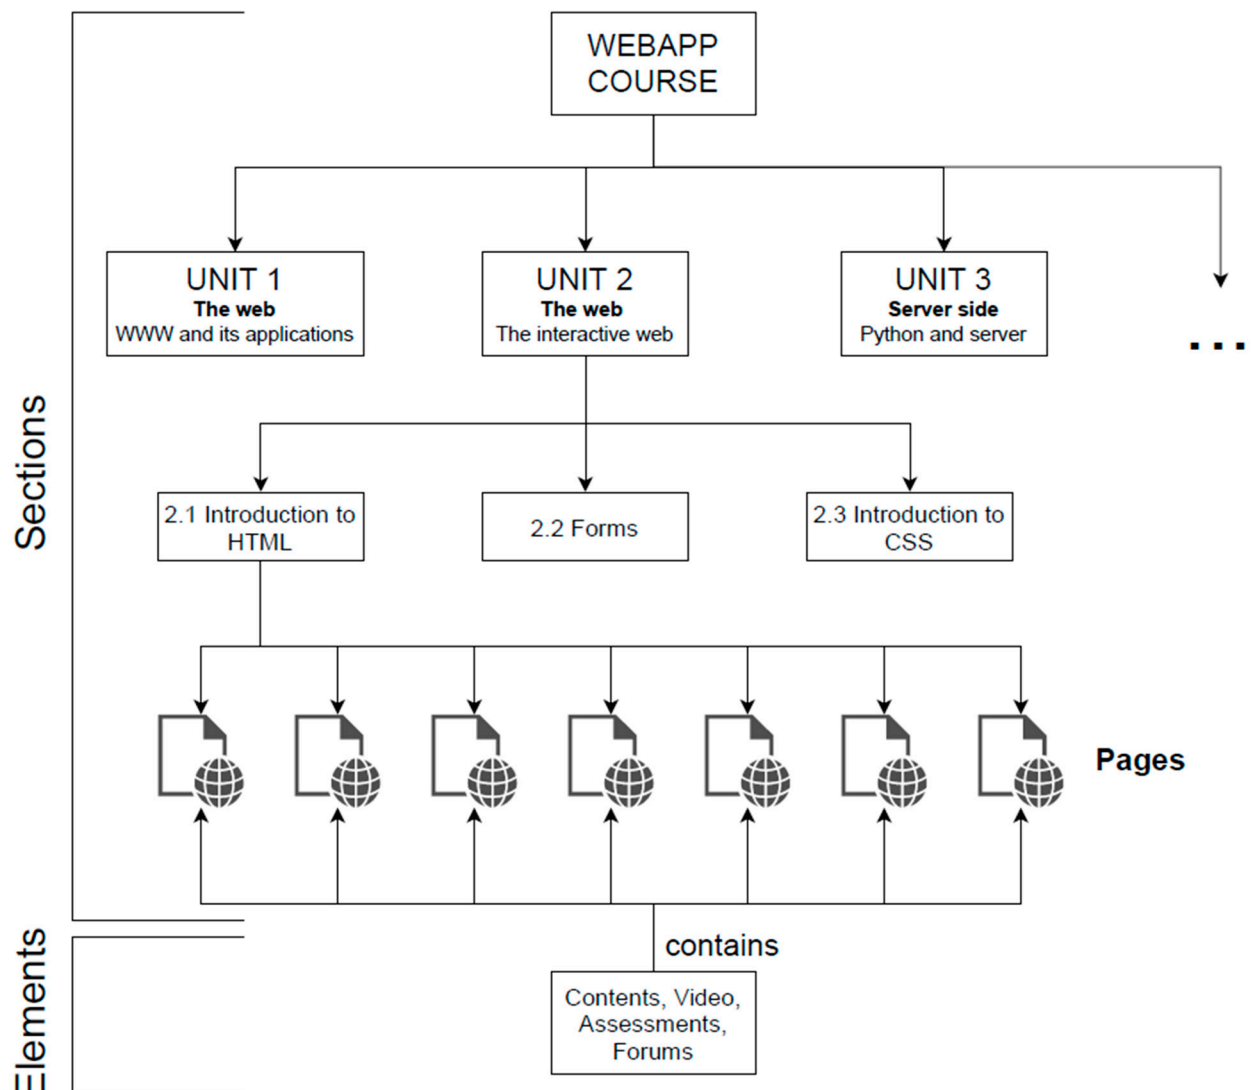 WEBAPP
COURSE
UNIT 1
The web
WWW and its applications
UNIT 2
The web
The interactive web
UNIT 3
Server side
Python and server
...
Sections
2.1 Introduction to
HTML
2.2 Forms
2.3 Introduction to
CSS
Pages
Elements
contains
Contents, Video,
Assessments,
Forums